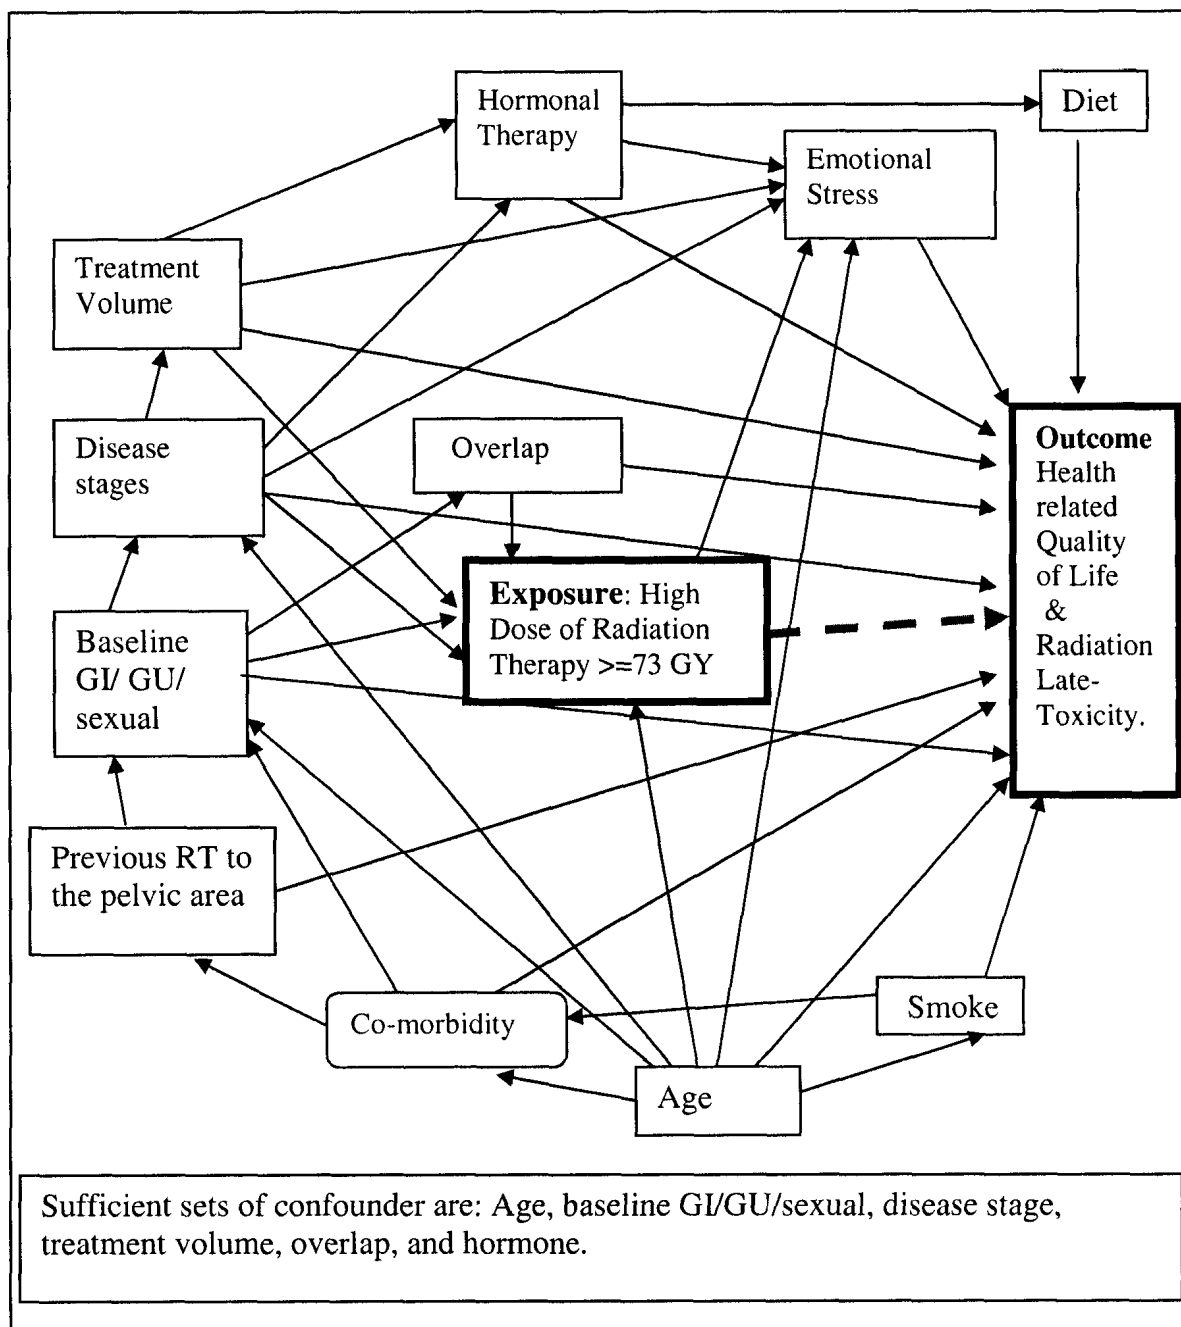 Hormonal
Therapy
Diet
Emotional
Stress
Treatment
Volume
Disease
stages
Overlap
Outcome
Health
related
Quality
of Life
&
Radiation
Late-
Toxicity.
Exposure: High
Dose of Radiation
Therapy >=73 GY
Baseline
GI/ GU/
sexual
Previous RT to
the pelvic area
Co-morbidity
Smoke
Age
Sufficient sets of confounder are: Age, baseline GI/GU/sexual, disease stage,
treatment volume, overlap, and hormone.